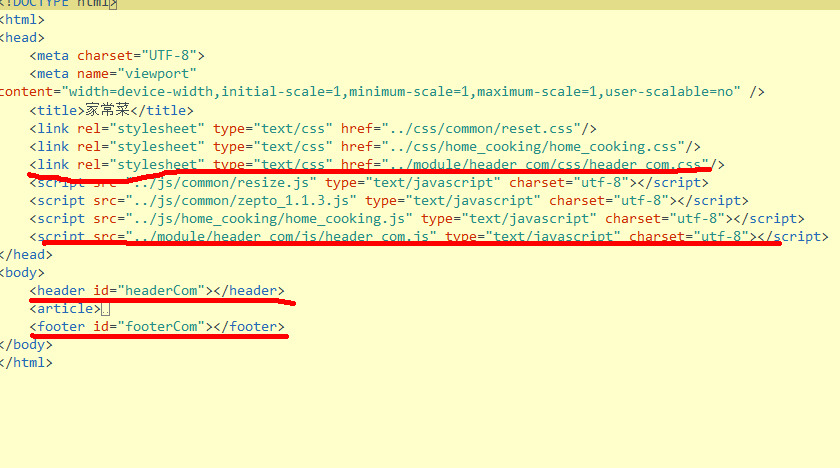 <!DOCTYPE html>
<html>
<head>
<meta charset="UTF-8">
<meta name="viewport"
content="width=device-width,initial-scale=1,minimum-scale=1,maximum-scale=1,user-scalable=no" />
<title>家常菜</title>
<link rel="stylesheet" type="text/css" href="../css/common/reset.css"/>
<link rel="stylesheet" type="text/css" href="../css/home_cooking/home_cooking.css"/>
<link rel="stylesheet" type="text/css" href="../module/header_com/css/header_com.css"/>
<script src="../js/common/resize.js" type="text/javascript" charset="utf-8"></script>
<script src="../js/common/zepto_1.1.3.js" type="text/javascript" charset="utf-8"></script>
<script src="../js/home_cooking/home_cooking.js" type="text/javascript" charset="utf-8"></script>
<script src="../module/header_com/js/header_com.js" type="text/javascript" charset="utf-8"></script>
</head>
<body>
<header id="headerCom"></header>
<article>..
<footer id="footerCom"></footer>
</body>
</html>